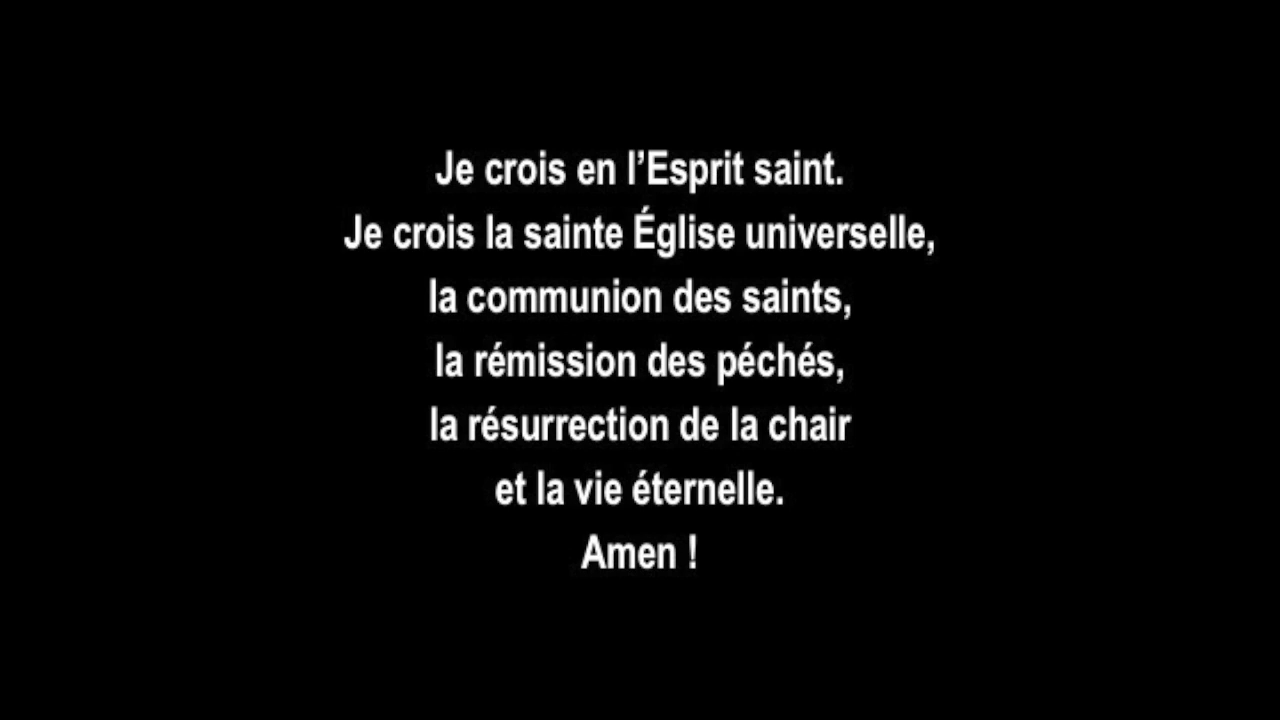 Je crois en l’Esprit saint.
Je crois la sainte Église universelle,
la communion des saints,
la rémission des péchés,
la résurrection de la chair
et la vie éternelle.
Amen !